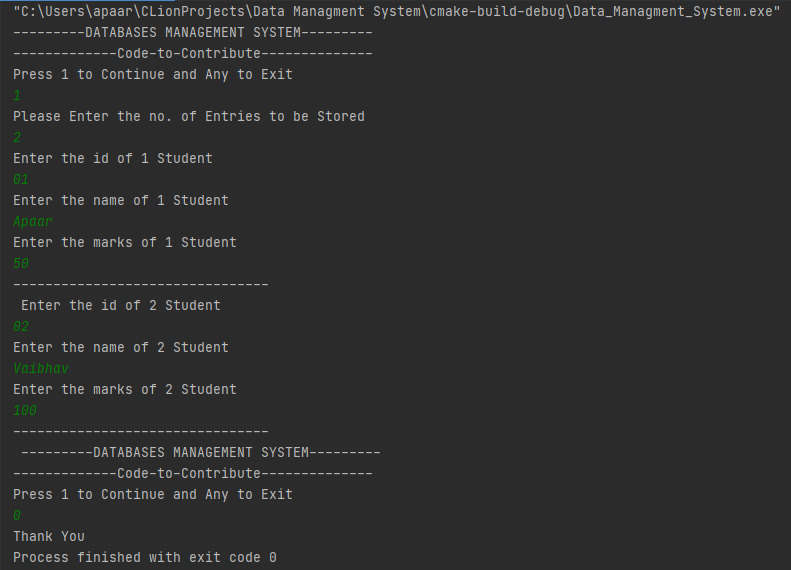 "C:\Users\apaar\CLionProjects\Data Managment System\cmake-build-debug\Data_Managment_System.exe"
---------DATABASES MANAGEMENT SYSTEM---------
-------------Code-to-Contribute--------------
Press 1 to Continue and Any to Exit
1
Please Enter the no. of Entries to be Stored
2
Enter the id of 1 Student
01
Enter the name of 1 Student
Apaar
Enter the marks of 1 Student
50
--------------------------------
 Enter the id of 2 Student
02
Enter the name of 2 Student
Vaibhav
Enter the marks of 2 Student
100
--------------------------------
 ---------DATABASES MANAGEMENT SYSTEM---------
-------------Code-to-Contribute--------------
Press 1 to Continue and Any to Exit
0
Thank You
Process finished with exit code 0